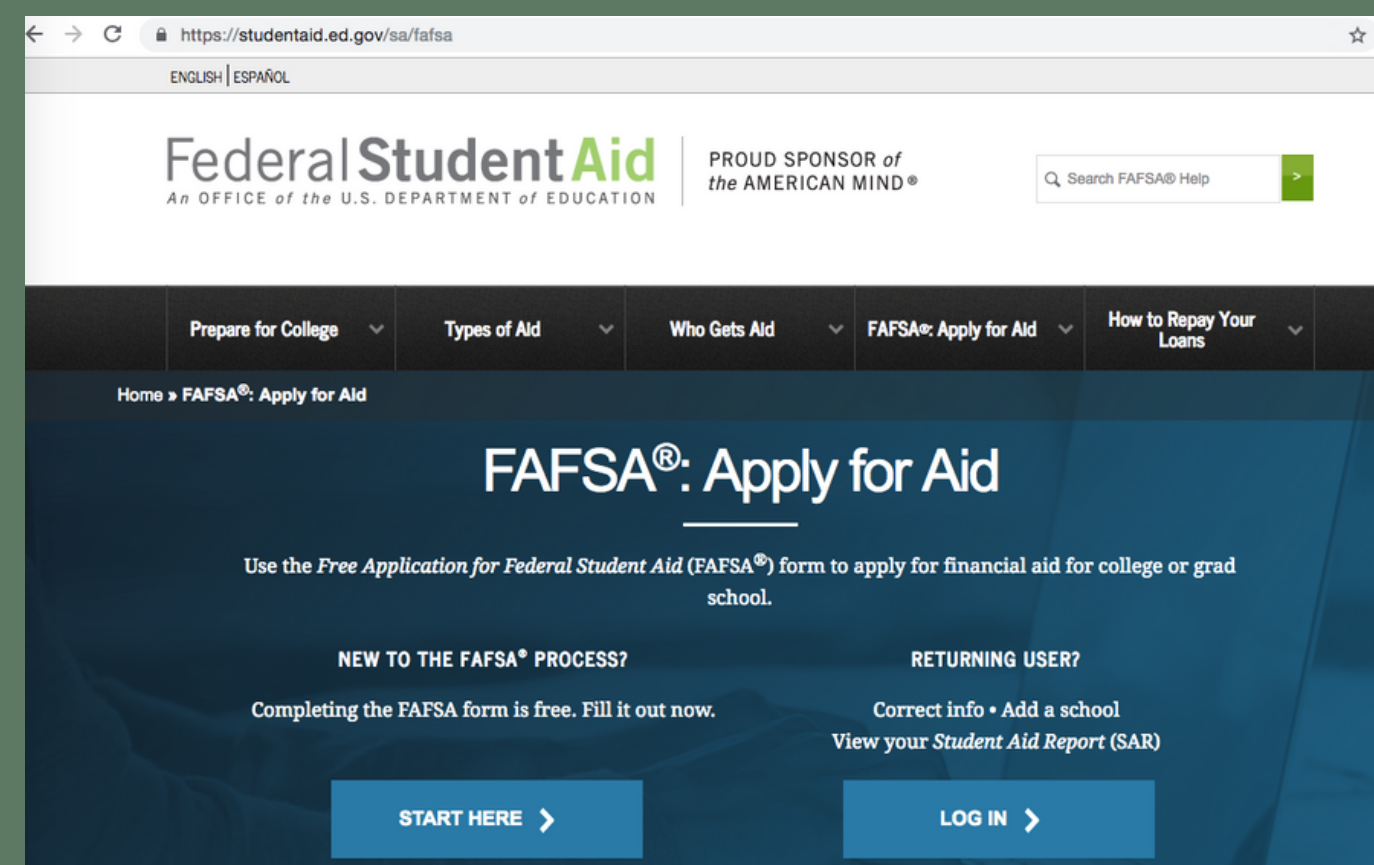 https://studentaid.ed.gov/sa/fafsa
ENGLISH | ESPAÑOL
Federal Student Aid
An OFFICE of the U.S. DEPARTMENT of EDUCATION
PROUD SPONSOR of
the AMERICAN MIND®
Search FAFSA® Help
>
Prepare for College
Types of Aid
Who Gets Aid
FAFSA®: Apply for Aid
How to Repay Your
Loans
Home » FAFSA®: Apply for Aid
FAFSA®: Apply for Aid
Use the Free Application for Federal Student Aid (FAFSA®) form to apply for financial aid for college or grad
school.
NEW TO THE FAFSA® PROCESS?
Completing the FAFSA form is free. Fill it out now.
START HERE
RETURNING USER?
Correct info • Add a school
View your Student Aid Report (SAR)
LOG IN